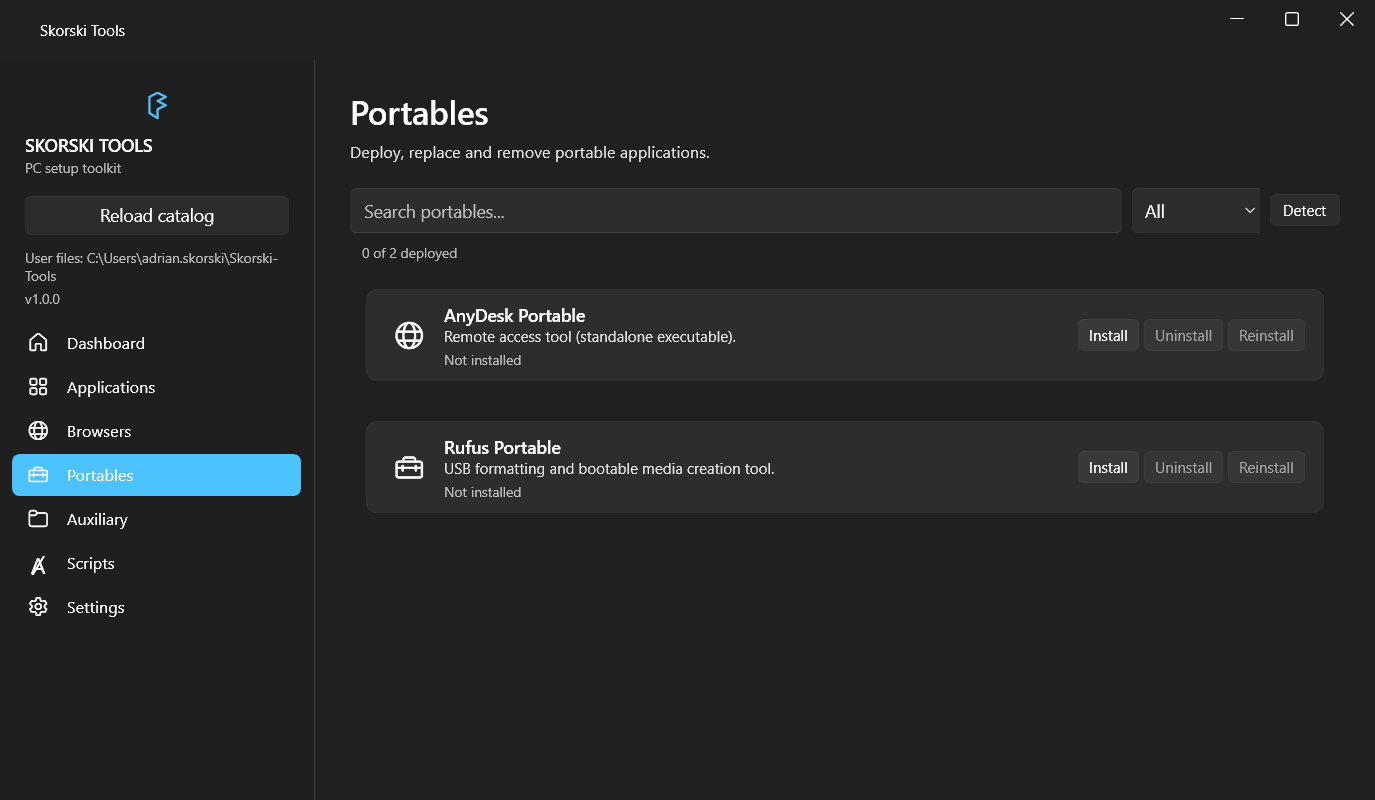 Skorski Tools
SKORSKI TOOLS
PC setup toolkit
Reload catalog
User files: C:\Users\adrian.skorski\Skorski-
Tools
v1.0.0
Dashboard
Applications
Browsers
Portables
Auxiliary
Scripts
Settings
Portables
Deploy, replace and remove portable applications.
Search portables...
All
Detect
0 of 2 deployed
AnyDesk Portable
Remote access tool (standalone executable).
Not installed
Install
Uninstall
Reinstall
Rufus Portable
USB formatting and bootable media creation tool.
Not installed
Install
Uninstall
Reinstall